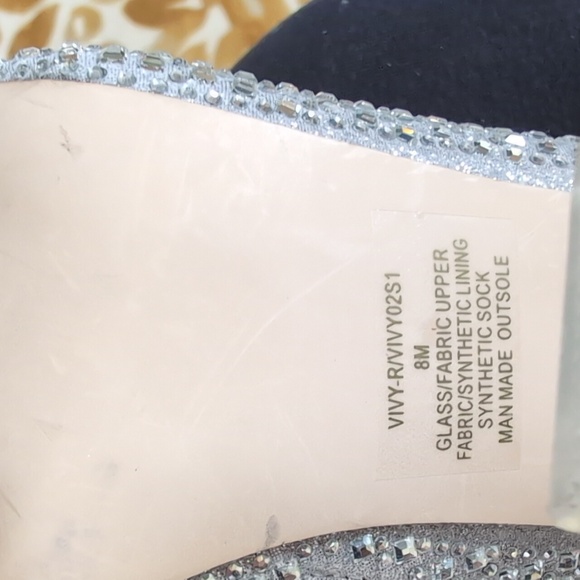 VIVY-R/VIVY02S1
8M
GLASS/FABRIC UPPER
FABRIC/SYNTHETIC LINING
SYNTHETIC SOCK
MAN MADE OUTSOLE